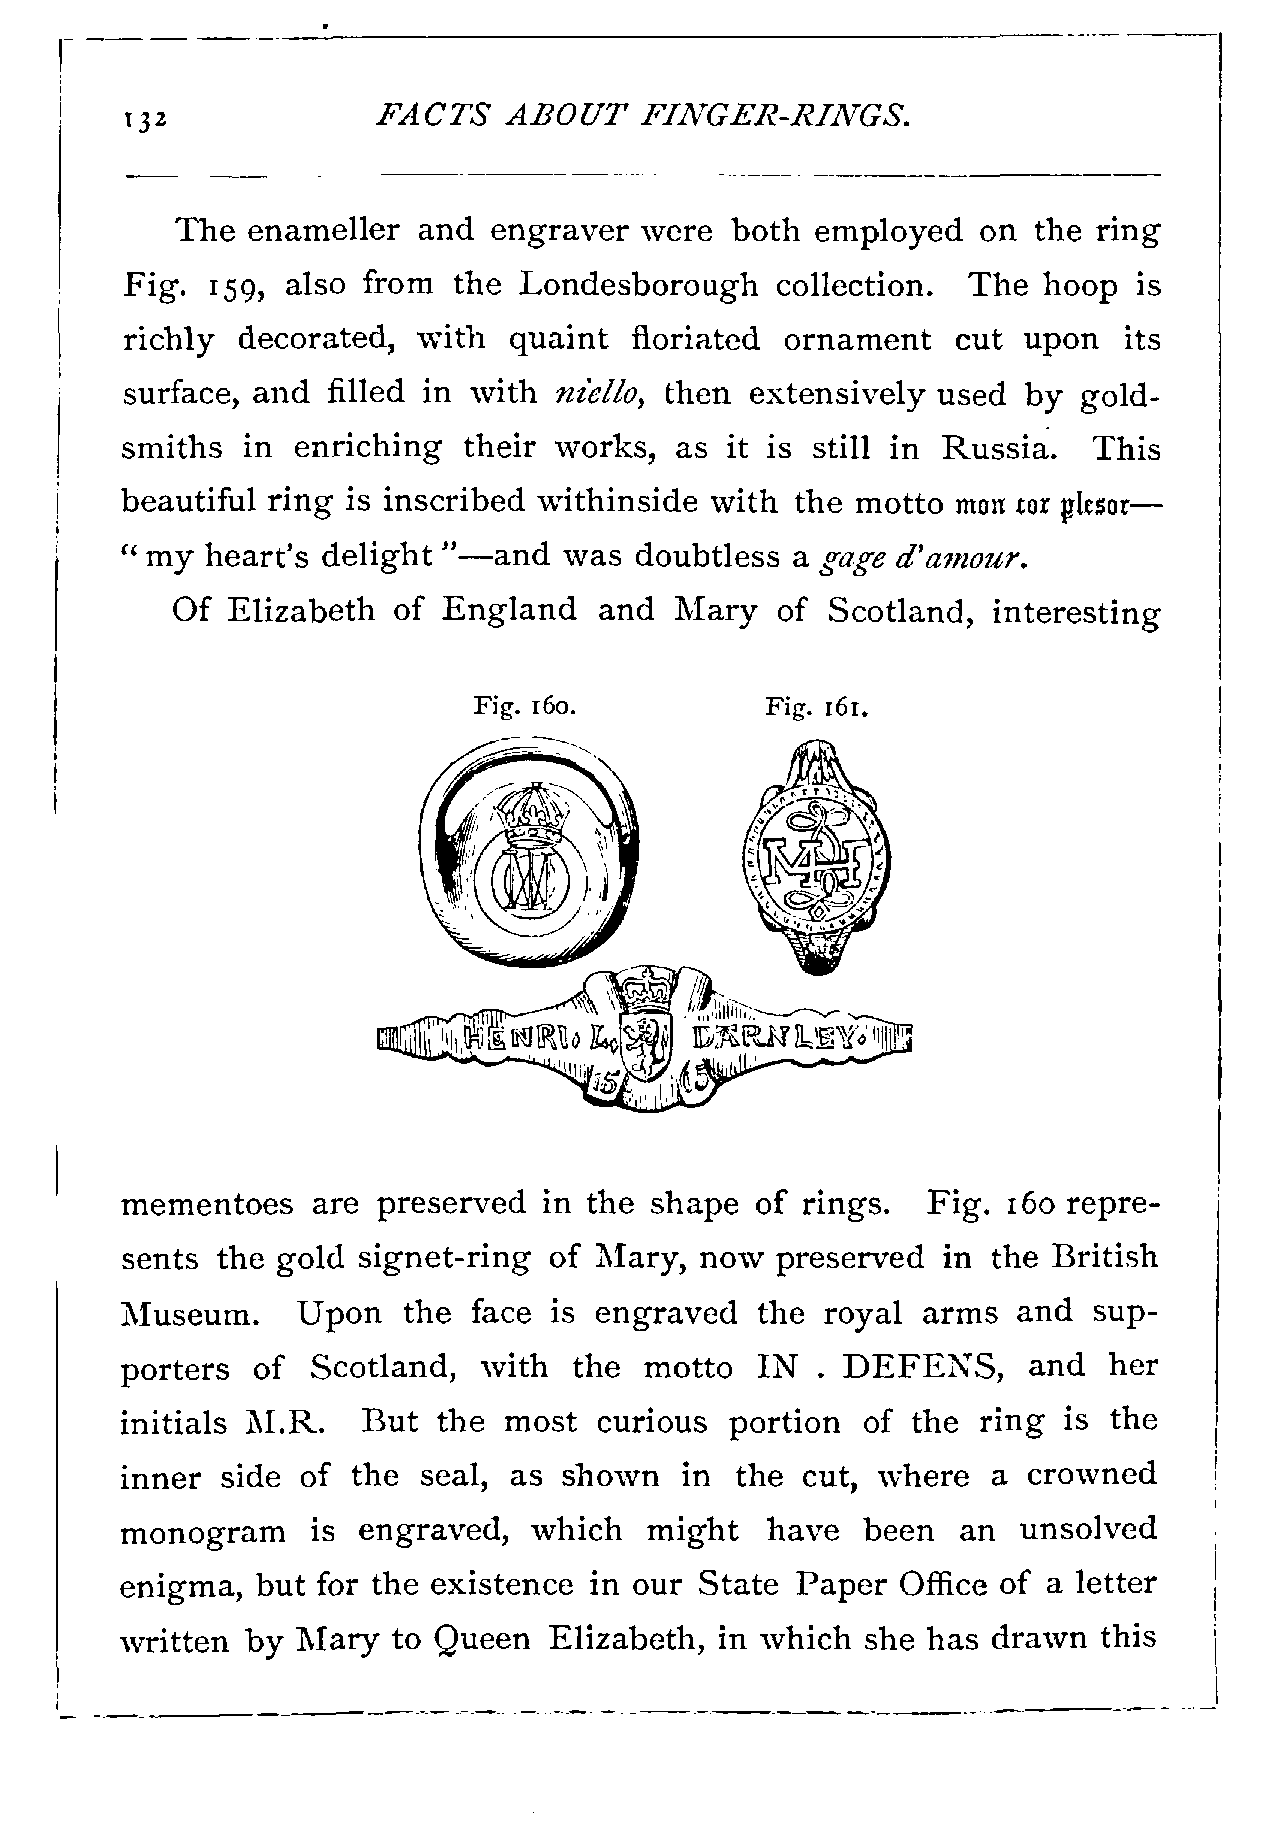 132 FACTS ABOUT FINGER-RINGS.
The enameller and engraver were both employed on the ring
Fig. 159, also from the Londesborough collection. The hoop is
richly decorated, with quaint floriated ornament cut upon its
surface, and filled in with niello, then extensively used by gold-
smiths in enriching their works, as it is still in Russia. This
beautiful ring is inscribed withinside with the motto mon cor plesor—
“my heart's delight”—and was doubtless a gage d'amour.
Of Elizabeth of England and Mary of Scotland, interesting
Fig. 160. Fig. 161.
MH
HENRI L DARNLEY
15 65
mementoes are preserved in the shape of rings. Fig. 160 repre-
sents the gold signet-ring of Mary, now preserved in the British
Museum. Upon the face is engraved the royal arms and sup-
porters of Scotland, with the motto IN . DEFENS, and her
initials M.R. But the most curious portion of the ring is the
inner side of the seal, as shown in the cut, where a crowned
monogram is engraved, which might have been an unsolved
enigma, but for the existence in our State Paper Office of a letter
written by Mary to Queen Elizabeth, in which she has drawn this